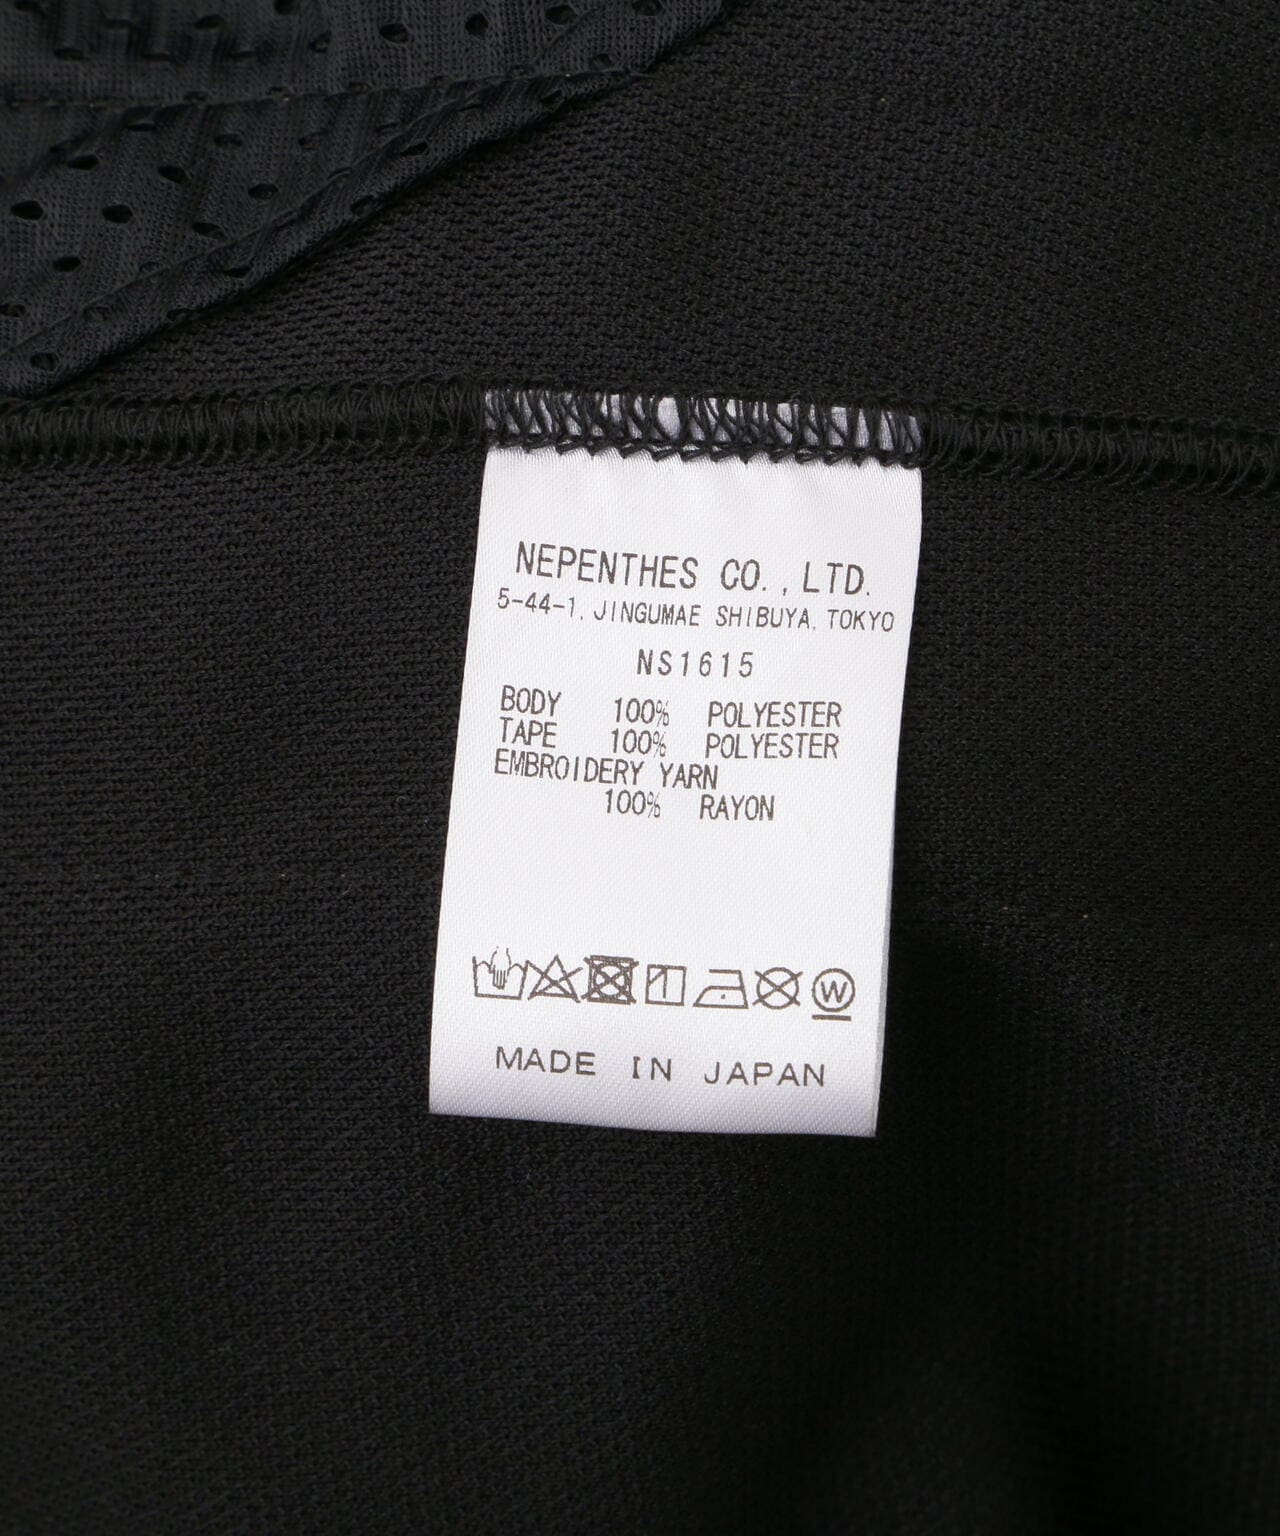 NEPENTHES CO.,LTD.
5-44-1, JINGUMAE SHIBUYA, TOKYO
NS1615
BODY 100% POLYESTER
TAPE 100% POLYESTER
EMBROIDERY YARN
100% RAYON
W
MADE IN JAPAN